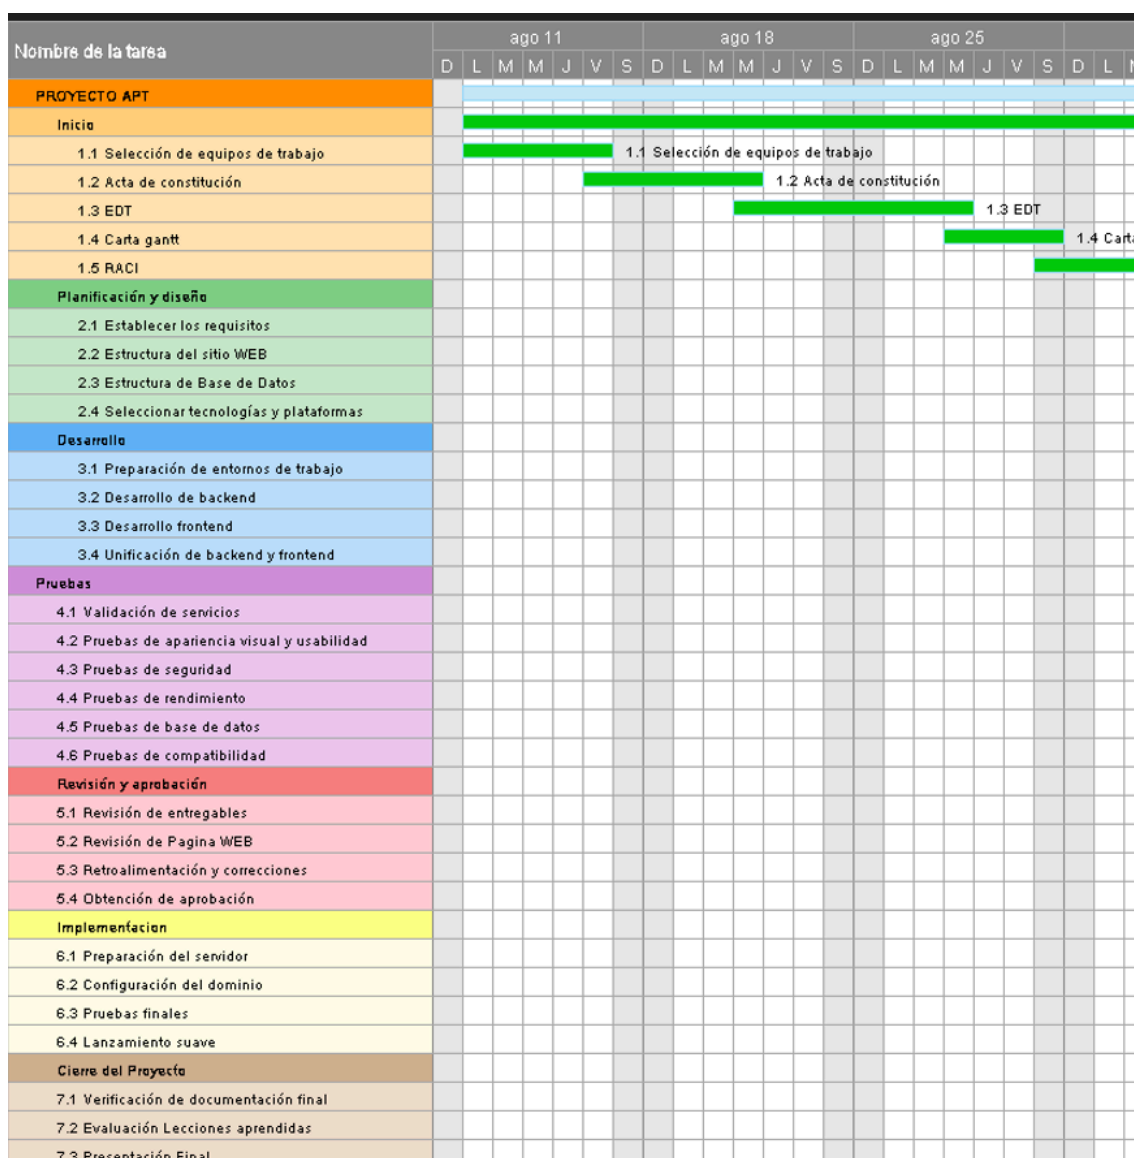 Nombre de la tarea
ago 11 ago 18 ago 25
D L M M J V S D L M M J V S D L M M J V S D L
PROYECTO APT
Inicio
1.1 Selección de equipos de trabajo 1.1 Selección de equipos de trabajo
1.2 Acta de constitución 1.2 Acta de constitución
1.3 EDT 1.3 EDT
1.4 Carta gantt 1.4 Carta
1.5 RACI
Planificación y diseño
2.1 Establecer los requisitos
2.2 Estructura del sitio WEB
2.3 Estructura de Base de Datos
2.4 Seleccionar tecnologías y plataformas
Desarrollo
3.1 Preparación de entornos de trabajo
3.2 Desarrollo de backend
3.3 Desarrollo frontend
3.4 Unificación de backend y frontend
Pruebas
4.1 Validación de servicios
4.2 Pruebas de apariencia visual y usabilidad
4.3 Pruebas de seguridad
4.4 Pruebas de rendimiento
4.5 Pruebas de base de datos
4.6 Pruebas de compatibilidad
Revisión y aprobación
5.1 Revisión de entregables
5.2 Revisión de Pagina WEB
5.3 Retroalimentación y correcciones
5.4 Obtención de aprobación
Implementacion
6.1 Preparación del servidor
6.2 Configuración del dominio
6.3 Pruebas finales
6.4 Lanzamiento suave
Cierre del Proyecto
7.1 Verificación de documentación final
7.2 Evaluación Lecciones aprendidas
7.3 Presentación Final